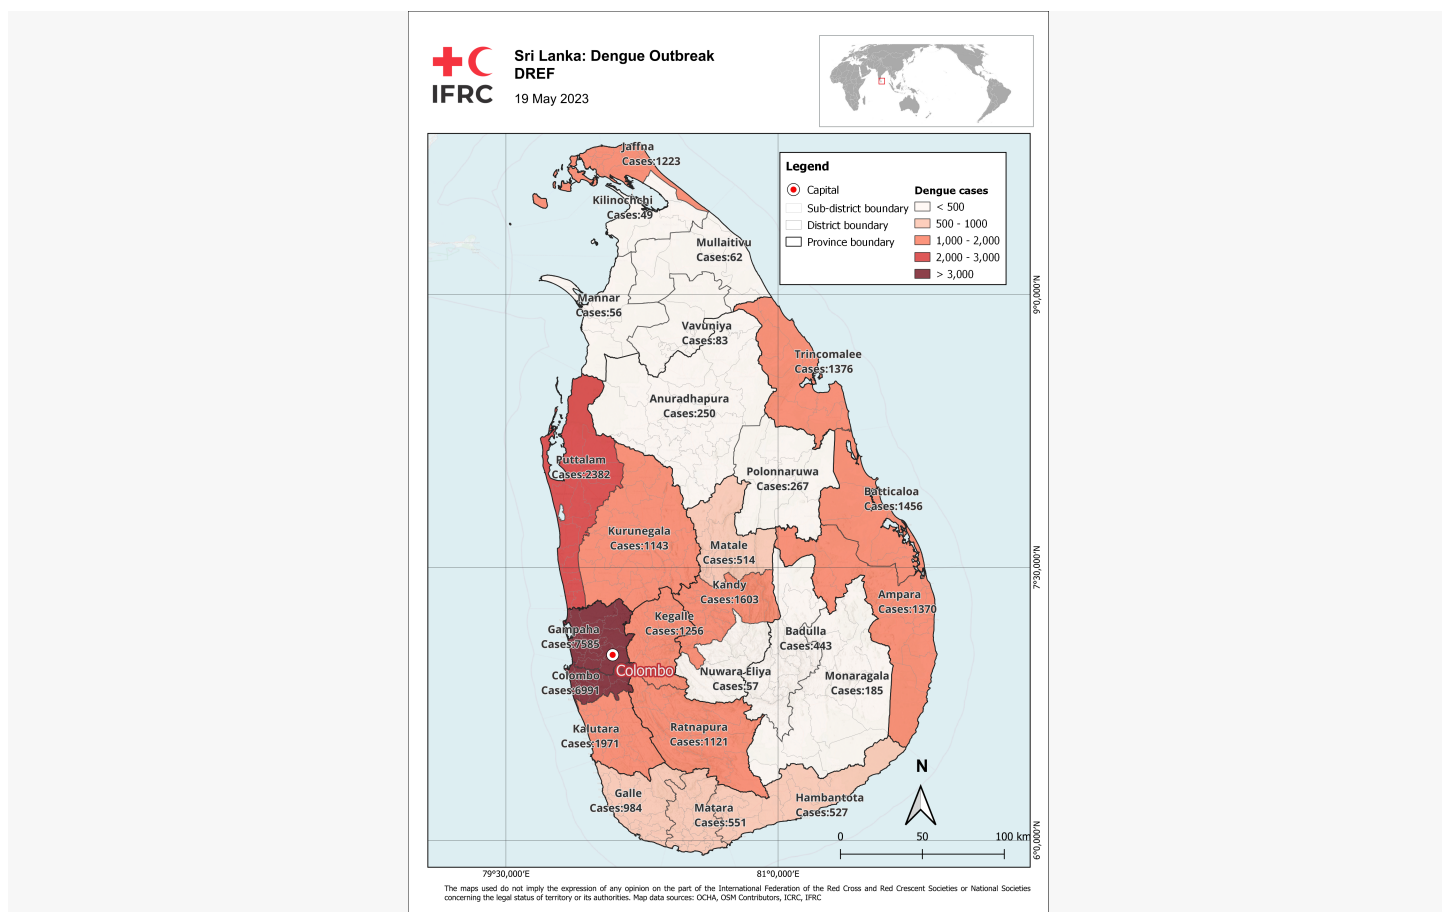 IFRC
Sri Lanka: Dengue Outbreak
DREF
19 May 2023
Legend
Capital
Sub-district boundary
District boundary
Province boundary
Dengue cases
< 500
500 - 1000
1,000 - 2,000
2,000 - 3,000
> 3,000
Jaffna
Cases:1223
Kilinochchi
Cases:49
Mullaitivu
Cases:62
Mannar
Cases:56
Vavuniya
Cases:83
Trincomalee
Cases:1376
Anuradhapura
Cases:250
Puttalam
Cases:2382
Polonnaruwa
Cases:267
Batticaloa
Cases:1456
Kurunegala
Cases:1143
Matale
Cases:514
Kandy
Cases:1603
Ampara
Cases:1370
Kegalle
Cases:1256
Gampaha
Cases:7585
Badulla
Cases:443
Colombo
Nuwara Eliya
Cases:57
Colombo
Cases:6991
Monaragala
Cases:185
Kalutara
Cases:1971
Ratnapura
Cases:1121
Galle
Cases:984
Matara
Cases:551
Hambantota
Cases:527
N
0 50 100 km
9°0,000'N
7°30,000'N
6°0,000'N
79°30,000'E
81°0,000'E
The maps used do not imply the expression of any opinion on the part of the International Federation of the Red Cross and Red Crescent Societies or National Societies
concerning the legal status of territory or its authorities. Map data sources: OCHA, OSM Contributors, ICRC, IFRC